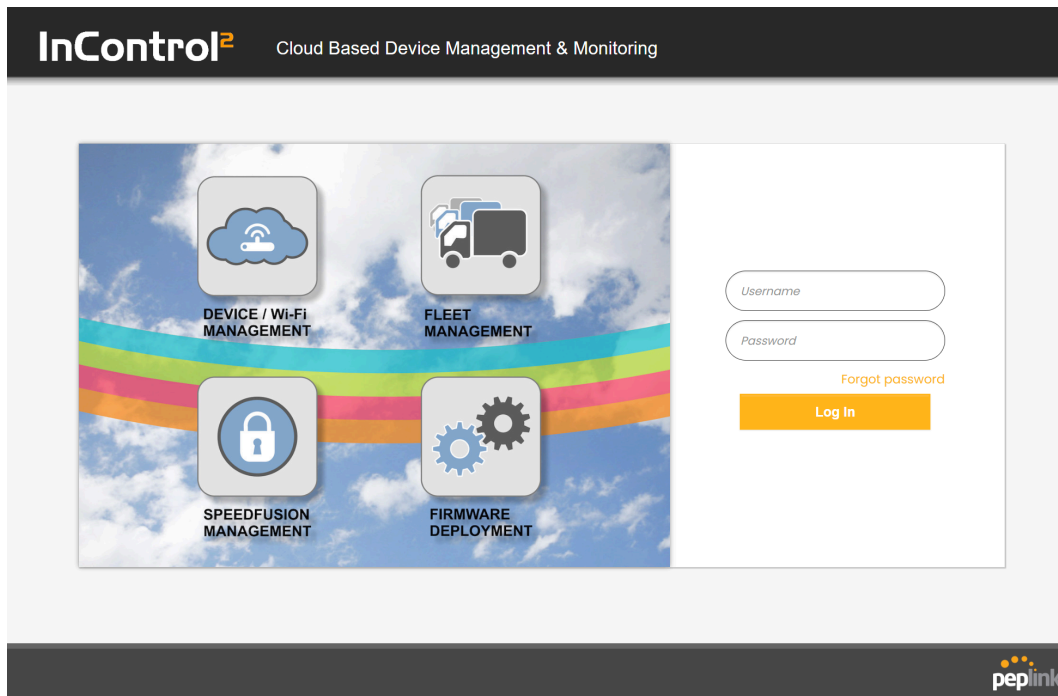 InControl²
Cloud Based Device Management & Monitoring
DEVICE / Wi-Fi
MANAGEMENT
FLEET
MANAGEMENT
SPEEDFUSION
MANAGEMENT
FIRMWARE
DEPLOYMENT
Username
Password
Forgot password
Log In
peplink